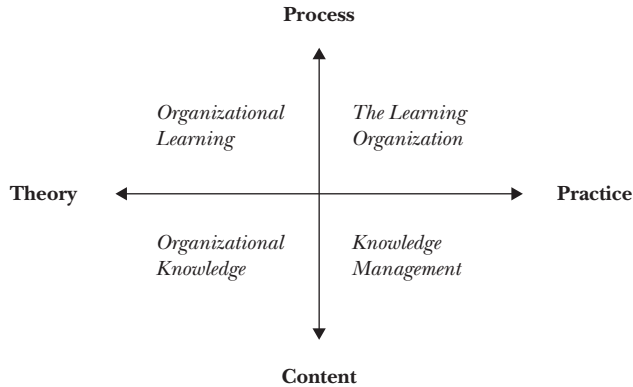 Process
Organizational
Learning
The Learning
Organization
Theory
Practice
Organizational
Knowledge
Knowledge
Management
Content